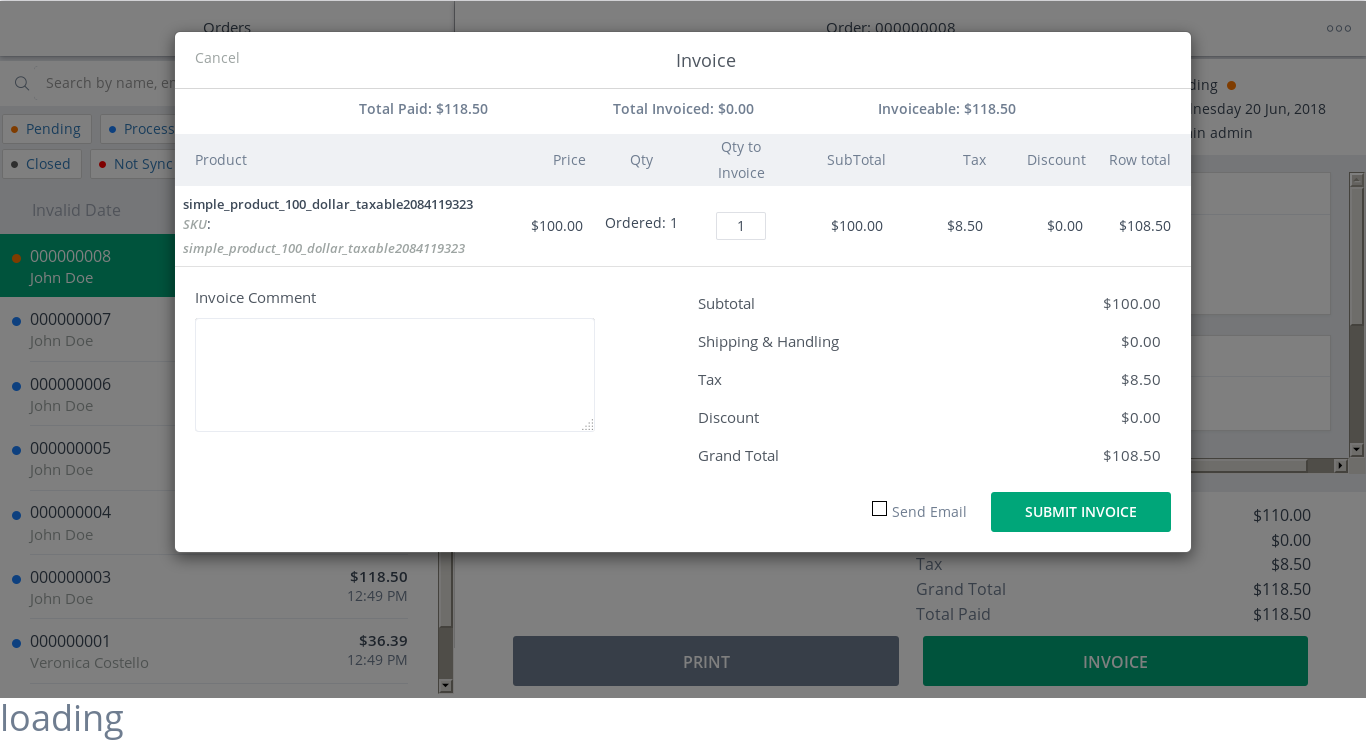 Orders
Order: 000000008
Cancel
Invoice
Search by name, en
ding
nesday 20 Jun, 2018
in admin
Total Paid: $118.50
Total Invoiced: $0.00
Invoiceable: $118.50
Pending
Process
Closed
Not Sync
Product
Price
Qty
Qty to
Invoice
SubTotal
Tax
Discount
Row total
simple_product_100_dollar_taxable2084119323
SKU:
simple_product_100_dollar_taxable2084119323
$100.00
Ordered: 1
1
$100.00
$8.50
$0.00
$108.50
Invalid Date
000000008
John Doe
000000007
John Doe
000000006
John Doe
000000005
John Doe
000000004
John Doe
000000003
$118.50
John Doe
12:49 PM
000000001
$36.39
Veronica Costello
12:49 PM
Invoice Comment
Subtotal
$100.00
Shipping & Handling
$0.00
Tax
$8.50
Discount
$0.00
Grand Total
$108.50
Send Email
SUBMIT INVOICE
$110.00
$0.00
Tax
$8.50
Grand Total
$118.50
Total Paid
$118.50
PRINT
INVOICE
loading